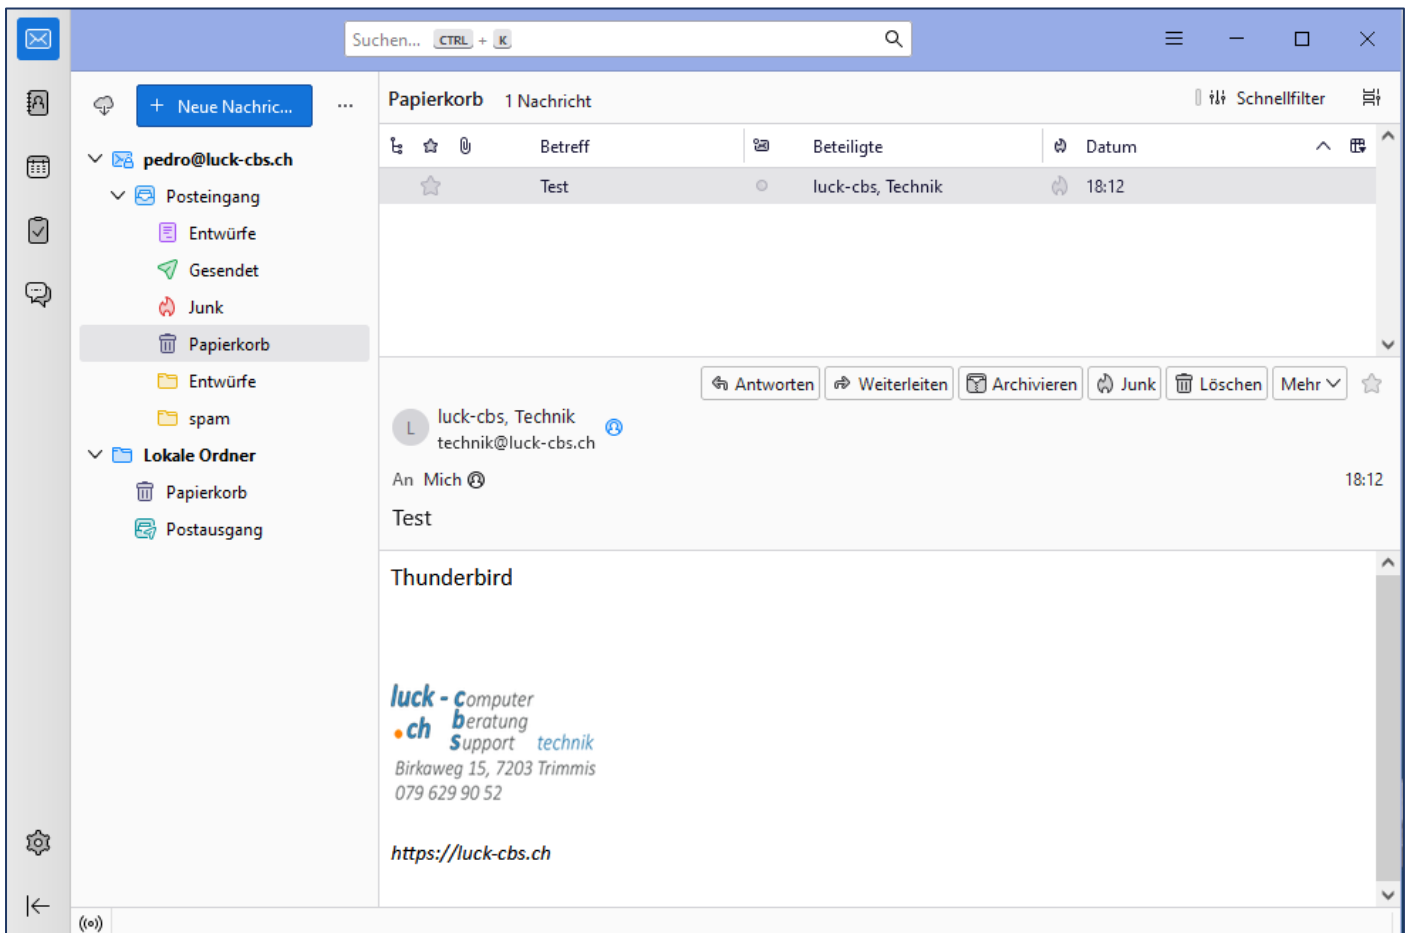 Suchen... CTRL + K
Neue Nachric... ...
pedro@luck-cbs.ch
Posteingang
Entwürfe
Gesendet
Junk
Papierkorb
Entwürfe
spam
Lokale Ordner
Papierkorb
Postausgang
Papierkorb 1 Nachricht Schnellfilter
Betreff Beteiligte Datum
Test luck-cbs, Technik 18:12
Antworten Weiterleiten Archivieren Junk Löschen Mehr
L
luck-cbs, Technik
technik@luck-cbs.ch
An Mich 18:12
Test
Thunderbird
luck - computer
.ch beratung
Support technik
Birkaweg 15, 7203 Trimmis
079 629 90 52
https://luck-cbs.ch